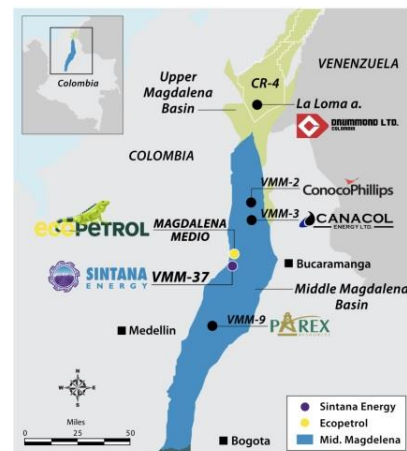 Colombia
Upper
Magdalena
Basin
CR-4
VENENZUELA
La Loma a.
DRUMMOND LTD.
COLOMBIA
COLOMBIA
VMM-2
ConocoPhillips
VMM-3
CANACOL
ENERGY LTD.
ecopetrol
MAGDALENA
MEDIO
SINTANA
ENERGY
VMM-37
Bucaramanga
Middle Magdalena
Basin
Medellin
VMM-9
PAREX
RESOURCES
N
Miles
0
25
50
Bogota
Sintana Energy
Ecopetrol
Mid. Magdelena